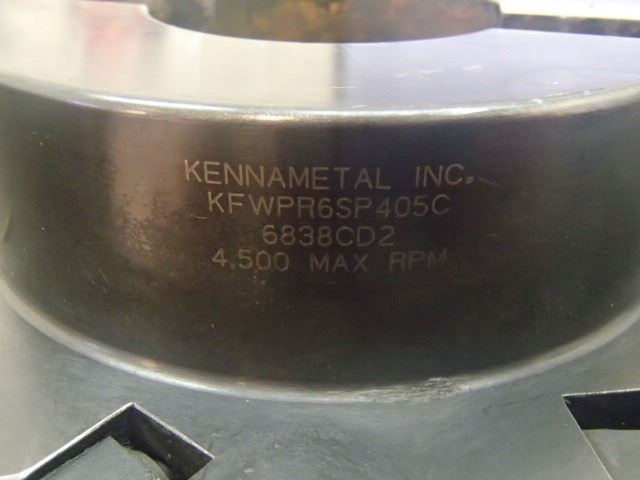 KENNAMETAL INC.
KFWPR6SP405C
6838CD2
4,500 MAX RPM